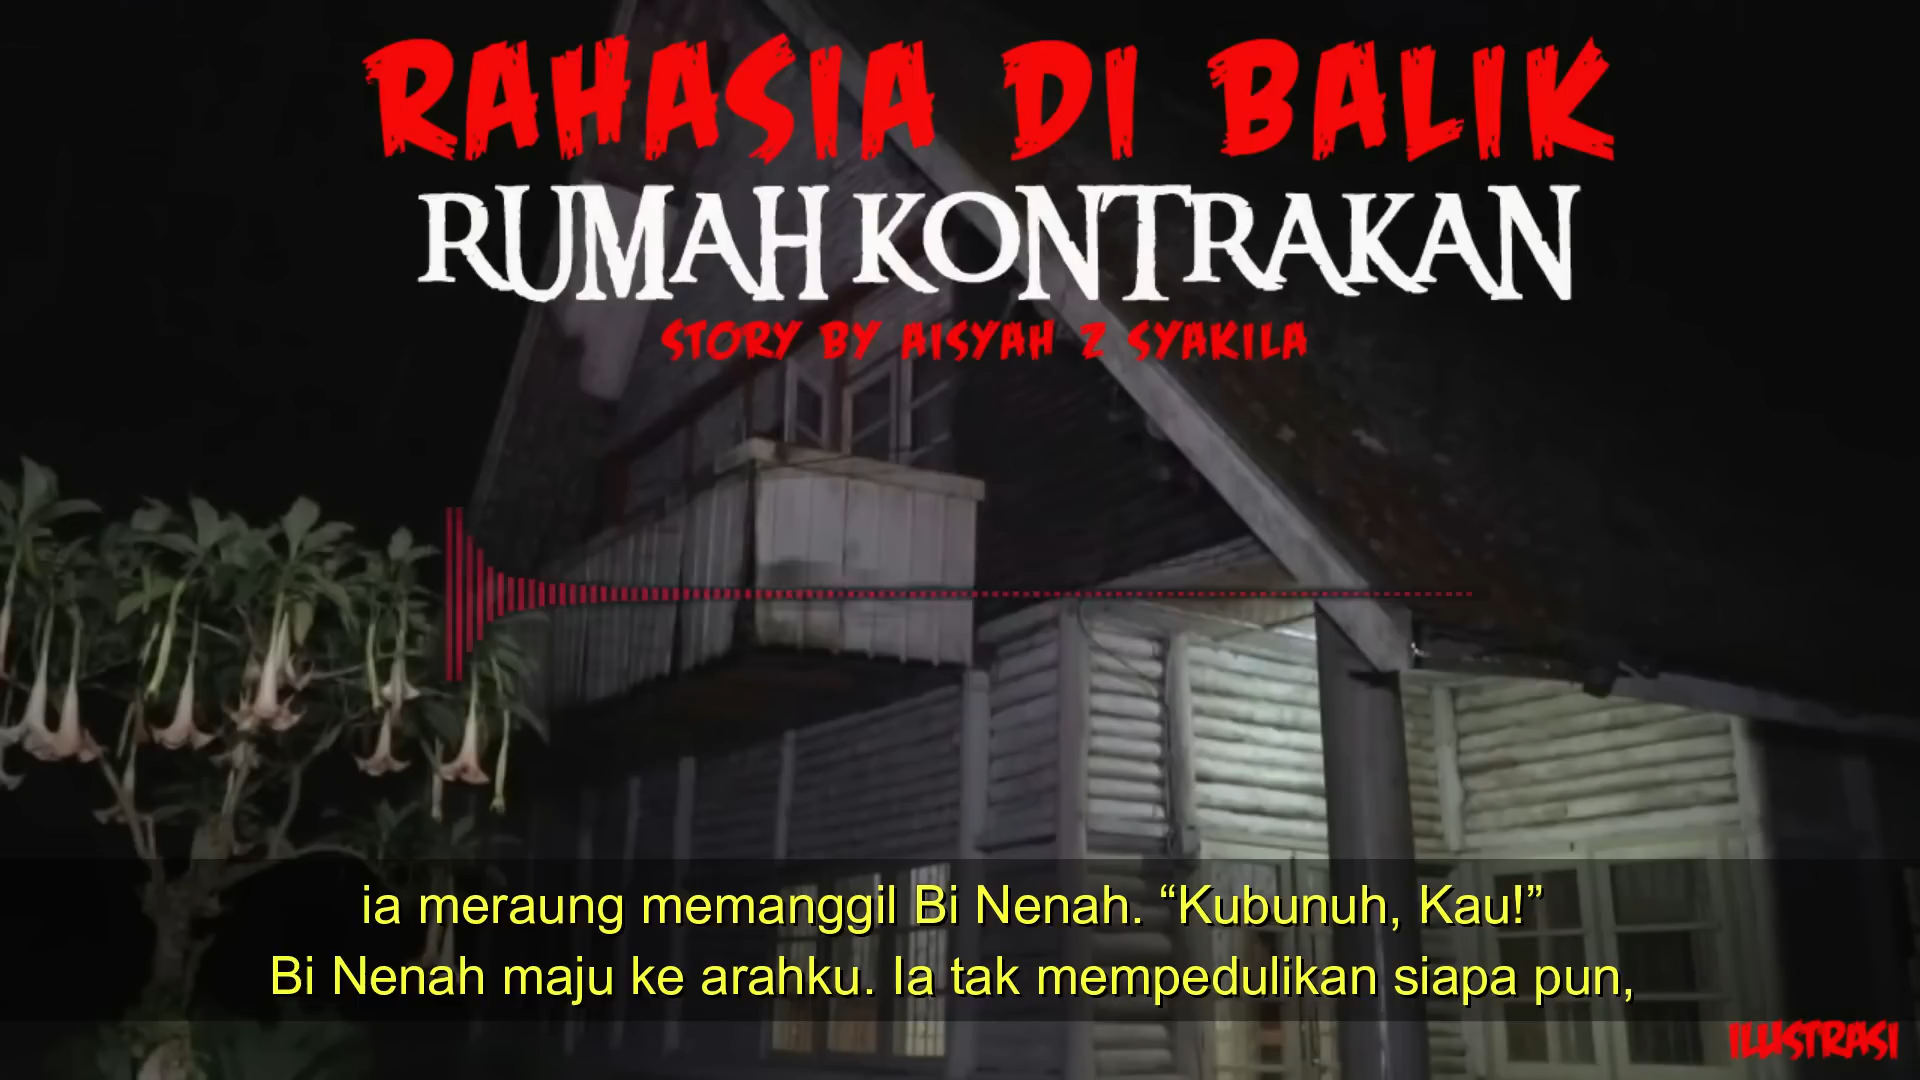 RAHASIA DI BALIK
RUMAH KONTRAKAN
STORY BY AISYAH Z SYAKILA
ia meraung memanggil Bi Nenah. “Kubunuh, Kau!”
Bi Nenah maju ke arahku. Ia tak mempedulikan siapa pun,
ILUSTRASI